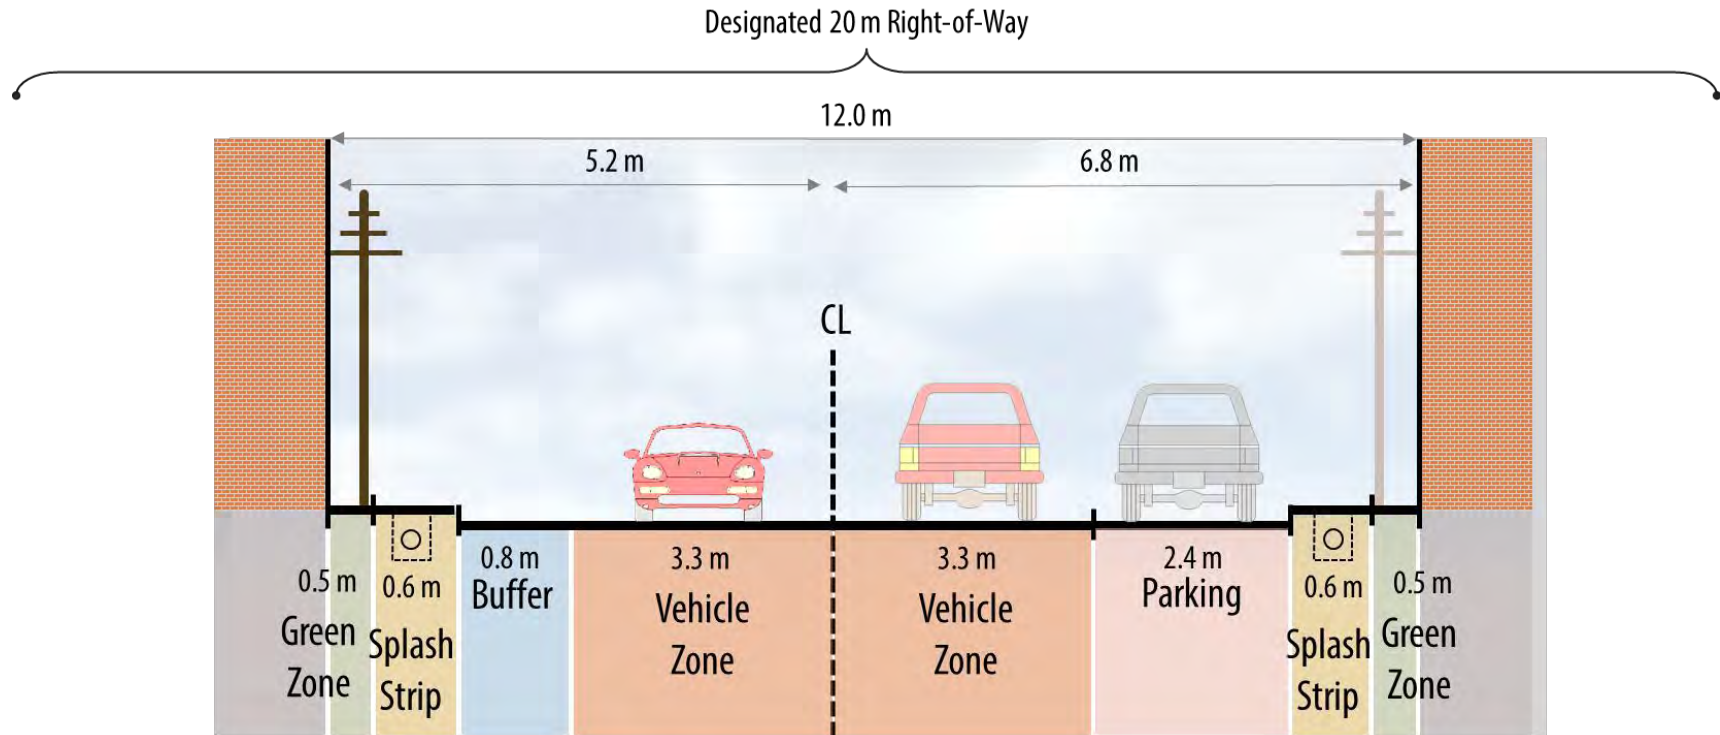 Designated 20 m Right-of-Way
12.0 m
5.2 m
6.8 m
CL
0.5 m
Green
Zone
0.6 m
Splash
Strip
0.8 m
Buffer
3.3 m
Vehicle
Zone
3.3 m
Vehicle
Zone
2.4 m
Parking
0.6 m
Splash
Strip
0.5 m
Green
Zone